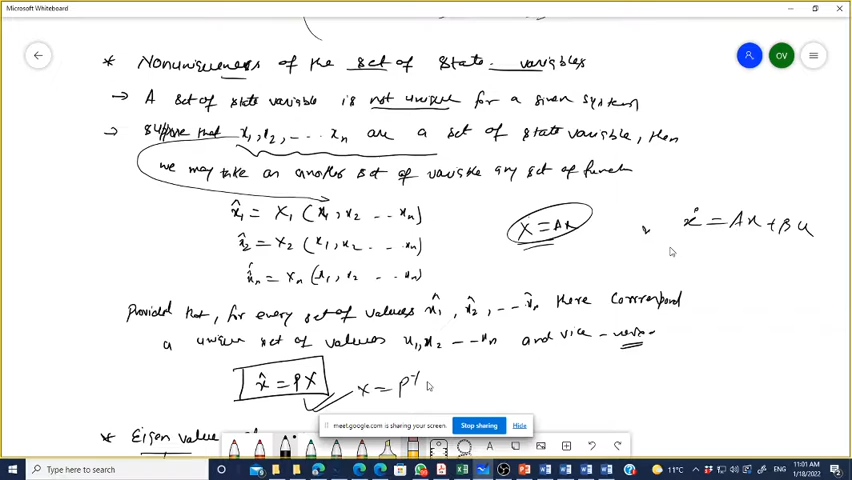 Microsoft Whiteboard
* Nonuniqueness of the set of state variables
OV
→ A set of state variable is not unique for a given system
→ Suppose that x1, x2, ... xn are a set of state variable, then
we may take an another set of variable any set of function
x̂1 = X1 (x1, x2 ... xn)
X = Ax
ẋ = Ax + Bu
x̂2 = X2 (x1, x2 ... xn)
x̂n = Xn (x1, x2 ... xn)
Provided that, for every set of values x̂1, x̂2, ... x̂n there correspond
a unique set of values x1, x2 ... xn and vice-versa.
x̂ = PX
X = P-1
meet.google.com is sharing your screen.
Stop sharing
Hide
* Eigen value
Type here to search
11°C
ENG
11:01 AM
1/18/2022